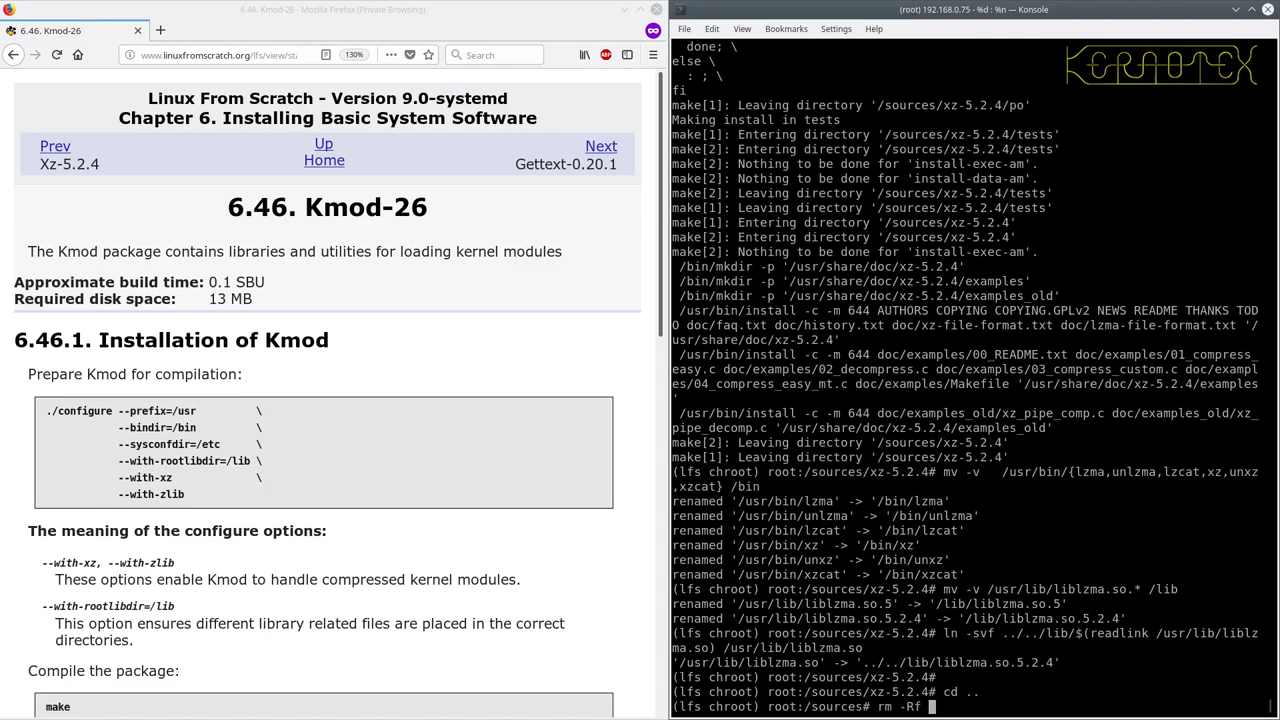 6.46. Kmod-26 - Mozilla Firefox (Private Browsing)
6.46. Kmod-26
www.linuxfromscratch.org/lfs/view/sta
130%
Search
Linux From Scratch - Version 9.0-systemd
Chapter 6. Installing Basic System Software
Prev
Up
Next
Xz-5.2.4
Home
Gettext-0.20.1
6.46. Kmod-26
The Kmod package contains libraries and utilities for loading kernel modules
Approximate build time: 0.1 SBU
Required disk space: 13 MB
6.46.1. Installation of Kmod
Prepare Kmod for compilation:
./configure --prefix=/usr \
--bindir=/bin \
--sysconfdir=/etc \
--with-rootlibdir=/lib \
--with-xz \
--with-zlib
The meaning of the configure options:
--with-xz, --with-zlib
These options enable Kmod to handle compressed kernel modules.
--with-rootlibdir=/lib
This option ensures different library related files are placed in the correct
directories.
Compile the package:
make
(root) 192.168.0.75 - %d : %n — Konsole
File Edit View Bookmarks Settings Help
KERNOTEX
done; \
else \
: ; \
fi
make[1]: Leaving directory '/sources/xz-5.2.4/po'
Making install in tests
make[1]: Entering directory '/sources/xz-5.2.4/tests'
make[2]: Entering directory '/sources/xz-5.2.4/tests'
make[2]: Nothing to be done for 'install-exec-am'.
make[2]: Nothing to be done for 'install-data-am'.
make[2]: Leaving directory '/sources/xz-5.2.4/tests'
make[1]: Leaving directory '/sources/xz-5.2.4/tests'
make[1]: Entering directory '/sources/xz-5.2.4'
make[2]: Entering directory '/sources/xz-5.2.4'
make[2]: Nothing to be done for 'install-exec-am'.
/bin/mkdir -p '/usr/share/doc/xz-5.2.4'
/bin/mkdir -p '/usr/share/doc/xz-5.2.4/examples'
/bin/mkdir -p '/usr/share/doc/xz-5.2.4/examples_old'
/usr/bin/install -c -m 644 AUTHORS COPYING COPYING.GPLv2 NEWS README THANKS TOD
O doc/faq.txt doc/history.txt doc/xz-file-format.txt doc/lzma-file-format.txt '/
usr/share/doc/xz-5.2.4'
/usr/bin/install -c -m 644 doc/examples/00_README.txt doc/examples/01_compress_
easy.c doc/examples/02_decompress.c doc/examples/03_compress_custom.c doc/exampl
es/04_compress_easy_mt.c doc/examples/Makefile '/usr/share/doc/xz-5.2.4/examples
'
/usr/bin/install -c -m 644 doc/examples_old/xz_pipe_comp.c doc/examples_old/xz_
pipe_decomp.c '/usr/share/doc/xz-5.2.4/examples_old'
make[2]: Leaving directory '/sources/xz-5.2.4'
make[1]: Leaving directory '/sources/xz-5.2.4'
(lfs chroot) root:/sources/xz-5.2.4# mv -v   /usr/bin/{lzma,unlzma,lzcat,xz,unxz
,xzcat} /bin
renamed '/usr/bin/lzma' -> '/bin/lzma'
renamed '/usr/bin/unlzma' -> '/bin/unlzma'
renamed '/usr/bin/lzcat' -> '/bin/lzcat'
renamed '/usr/bin/xz' -> '/bin/xz'
renamed '/usr/bin/unxz' -> '/bin/unxz'
renamed '/usr/bin/xzcat' -> '/bin/xzcat'
(lfs chroot) root:/sources/xz-5.2.4# mv -v /usr/lib/liblzma.so.* /lib
renamed '/usr/lib/liblzma.so.5' -> '/lib/liblzma.so.5'
renamed '/usr/lib/liblzma.so.5.2.4' -> '/lib/liblzma.so.5.2.4'
(lfs chroot) root:/sources/xz-5.2.4# ln -svf ../../lib/$(readlink /usr/lib/liblz
ma.so) /usr/lib/liblzma.so
'/usr/lib/liblzma.so' -> '../../lib/liblzma.so.5.2.4'
(lfs chroot) root:/sources/xz-5.2.4#
(lfs chroot) root:/sources/xz-5.2.4# cd ..
(lfs chroot) root:/sources# rm -Rf